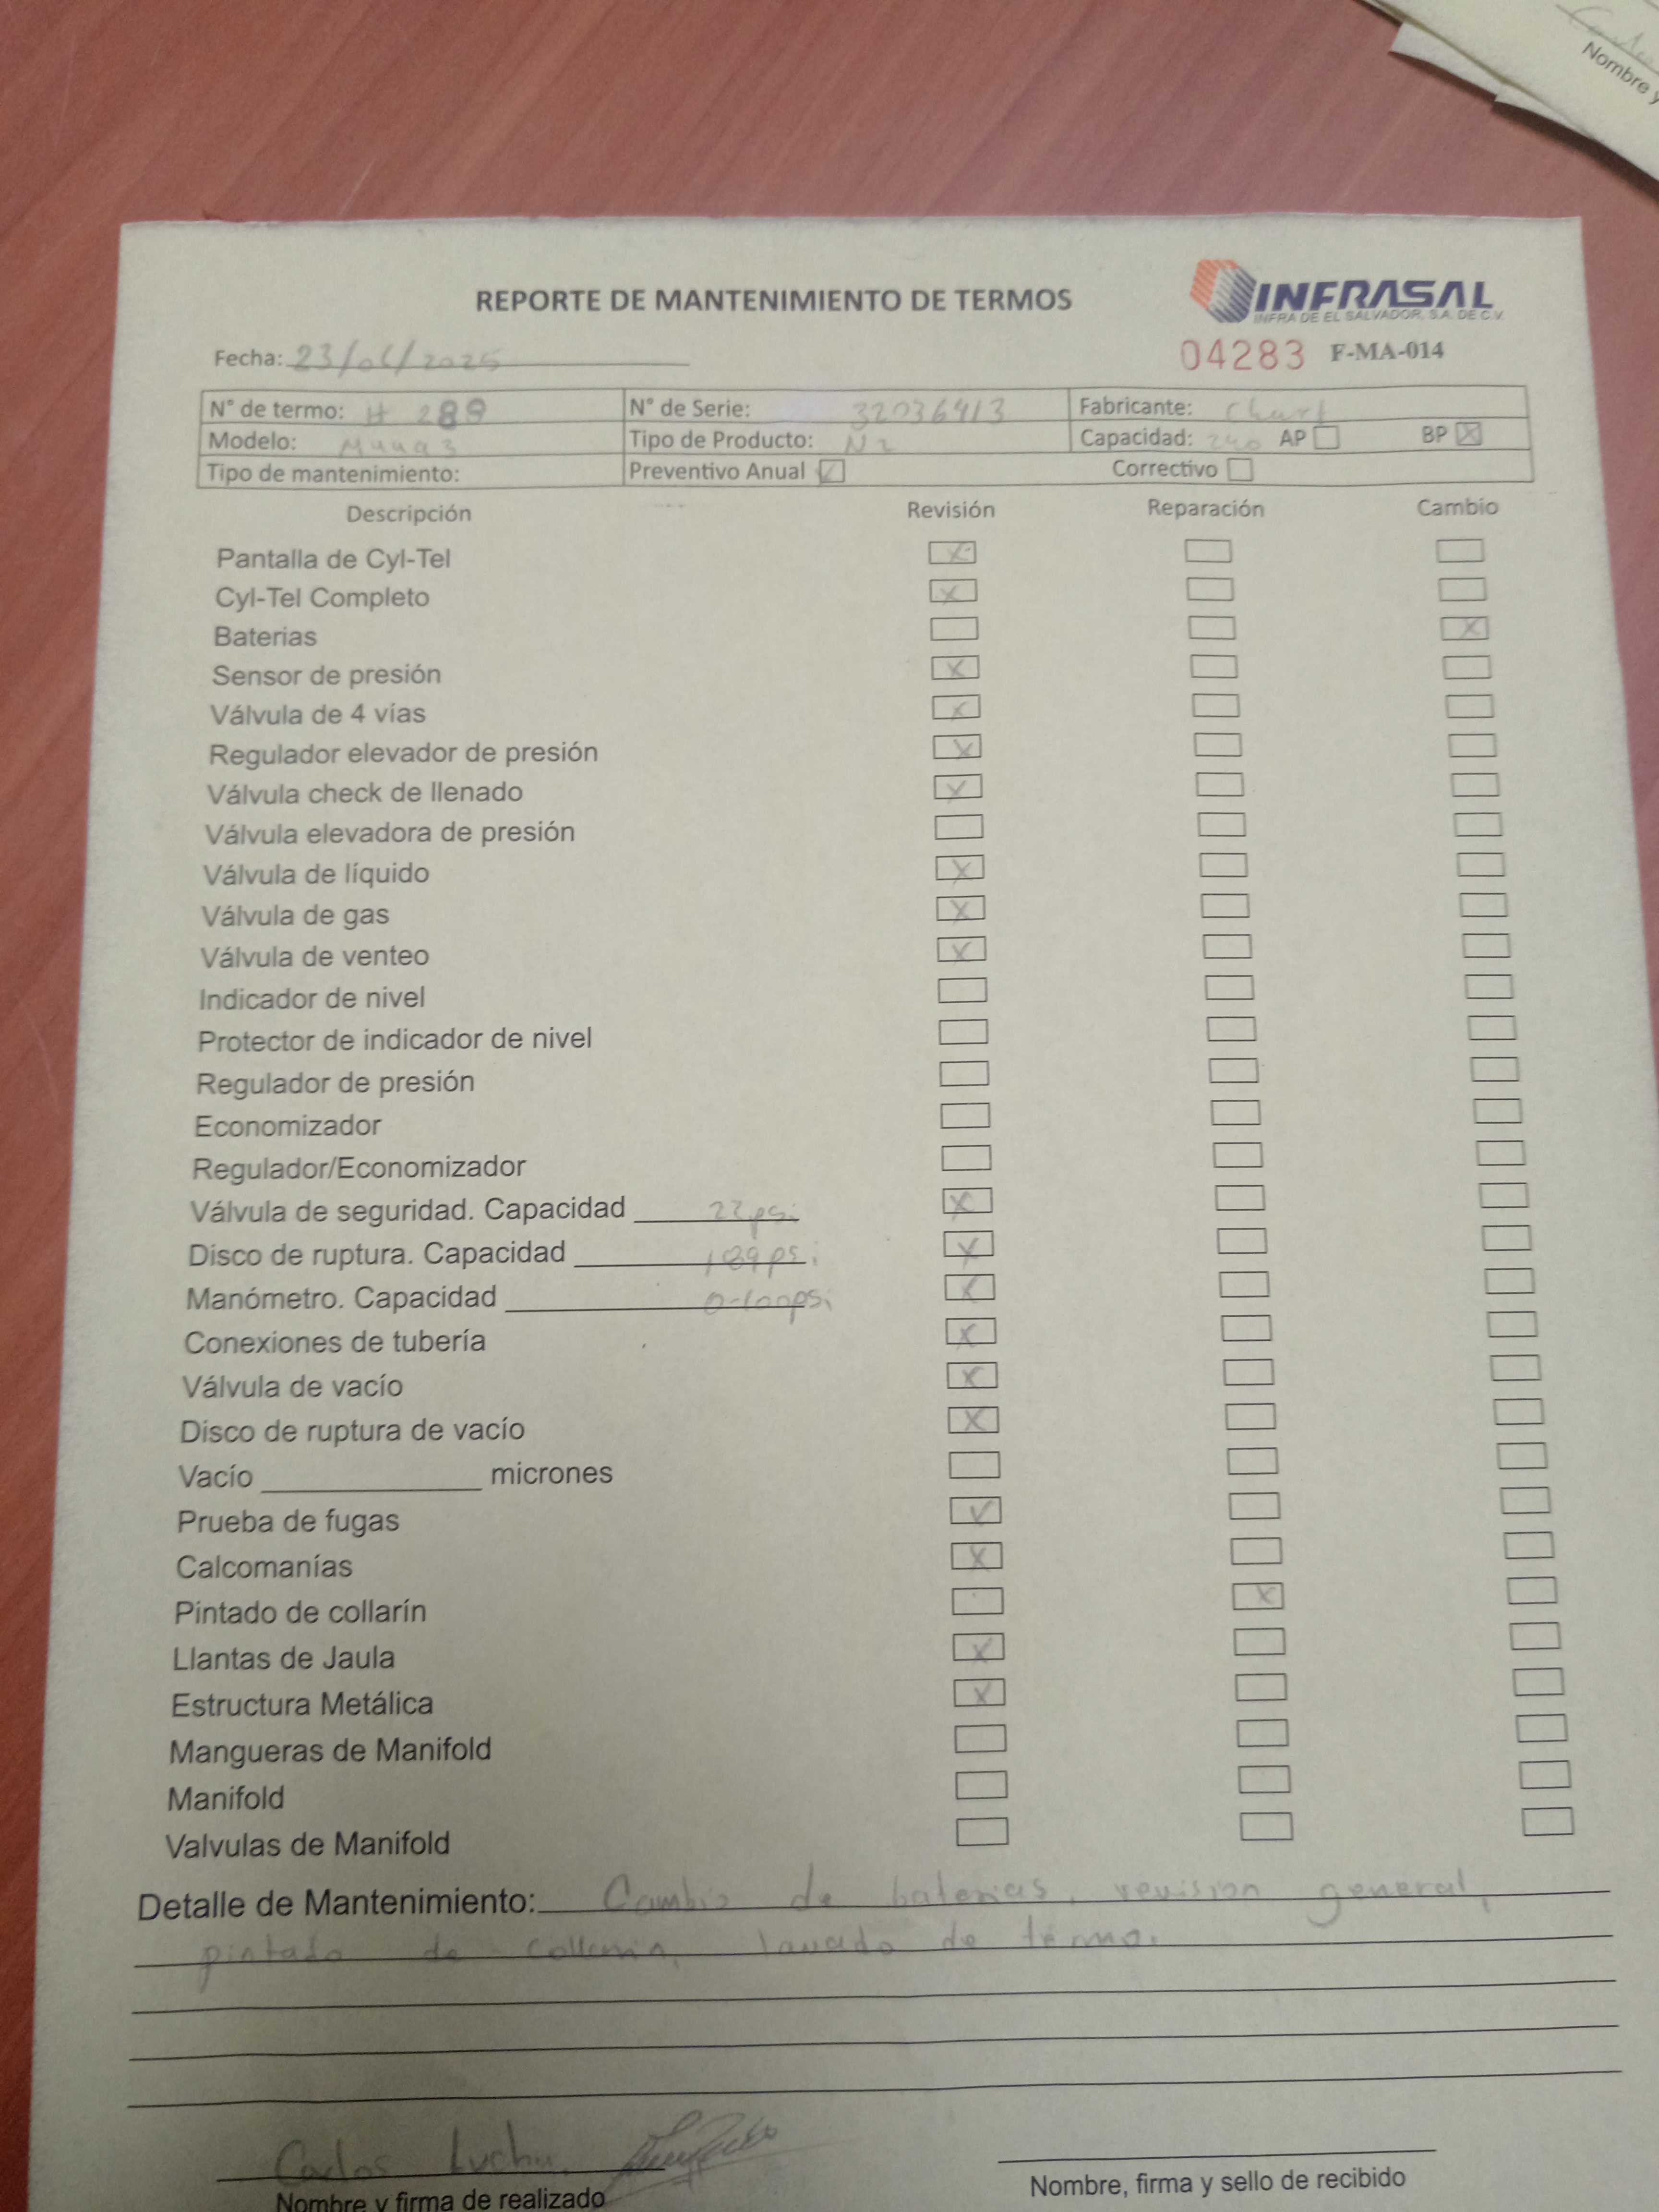 Nombre y
REPORTE DE MANTENIMIENTO DE TERMOS
INFRASAL
INFRA DE EL SALVADOR, S.A. DE C.V.
04283 F-MA-014
Fecha: 23/04/2025
N° de termo: H 289 N° de Serie: 32036413 Fabricante: Chart
Modelo: Tipo de Producto: N2 Capacidad: 240 AP BP X
Tipo de mantenimiento: Preventivo Anual ✓ Correctivo
Descripción Revisión Reparación Cambio
Pantalla de Cyl-Tel X
Cyl-Tel Completo X
Baterias X
Sensor de presión X
Válvula de 4 vías X
Regulador elevador de presión X
Válvula check de llenado X
Válvula elevadora de presión
Válvula de líquido X
Válvula de gas X
Válvula de venteo X
Indicador de nivel
Protector de indicador de nivel
Regulador de presión
Economizador
Regulador/Economizador
Válvula de seguridad. Capacidad 22psi X
Disco de ruptura. Capacidad 189psi X
Manómetro. Capacidad 0-100psi X
Conexiones de tubería X
Válvula de vacío X
Disco de ruptura de vacío X
Vacío micrones
Prueba de fugas ✓
Calcomanías X
Pintado de collarín X
Llantas de Jaula X
Estructura Metálica X
Mangueras de Manifold
Manifold
Valvulas de Manifold
Detalle de Mantenimiento: Cambio de baterias, revision general,
pintado de collarin, lavado de termo.
Carlos
Nombre y firma de realizado
Nombre, firma y sello de recibido